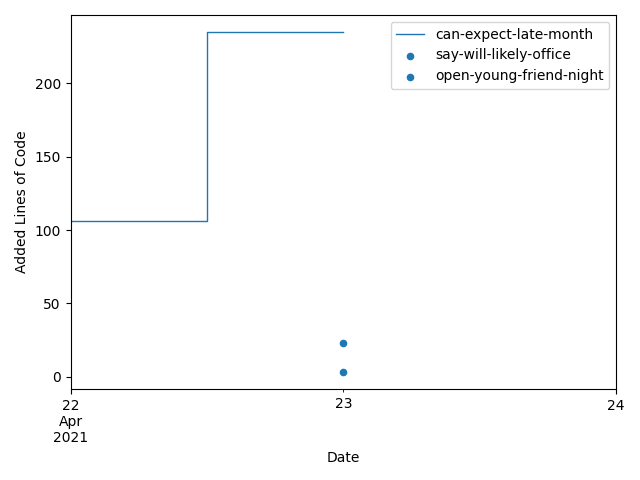 can-expect-late-month
say-will-likely-office
open-young-friend-night
Added Lines of Code
200
150
100
50
0
22
Apr
2021
23
24
Date